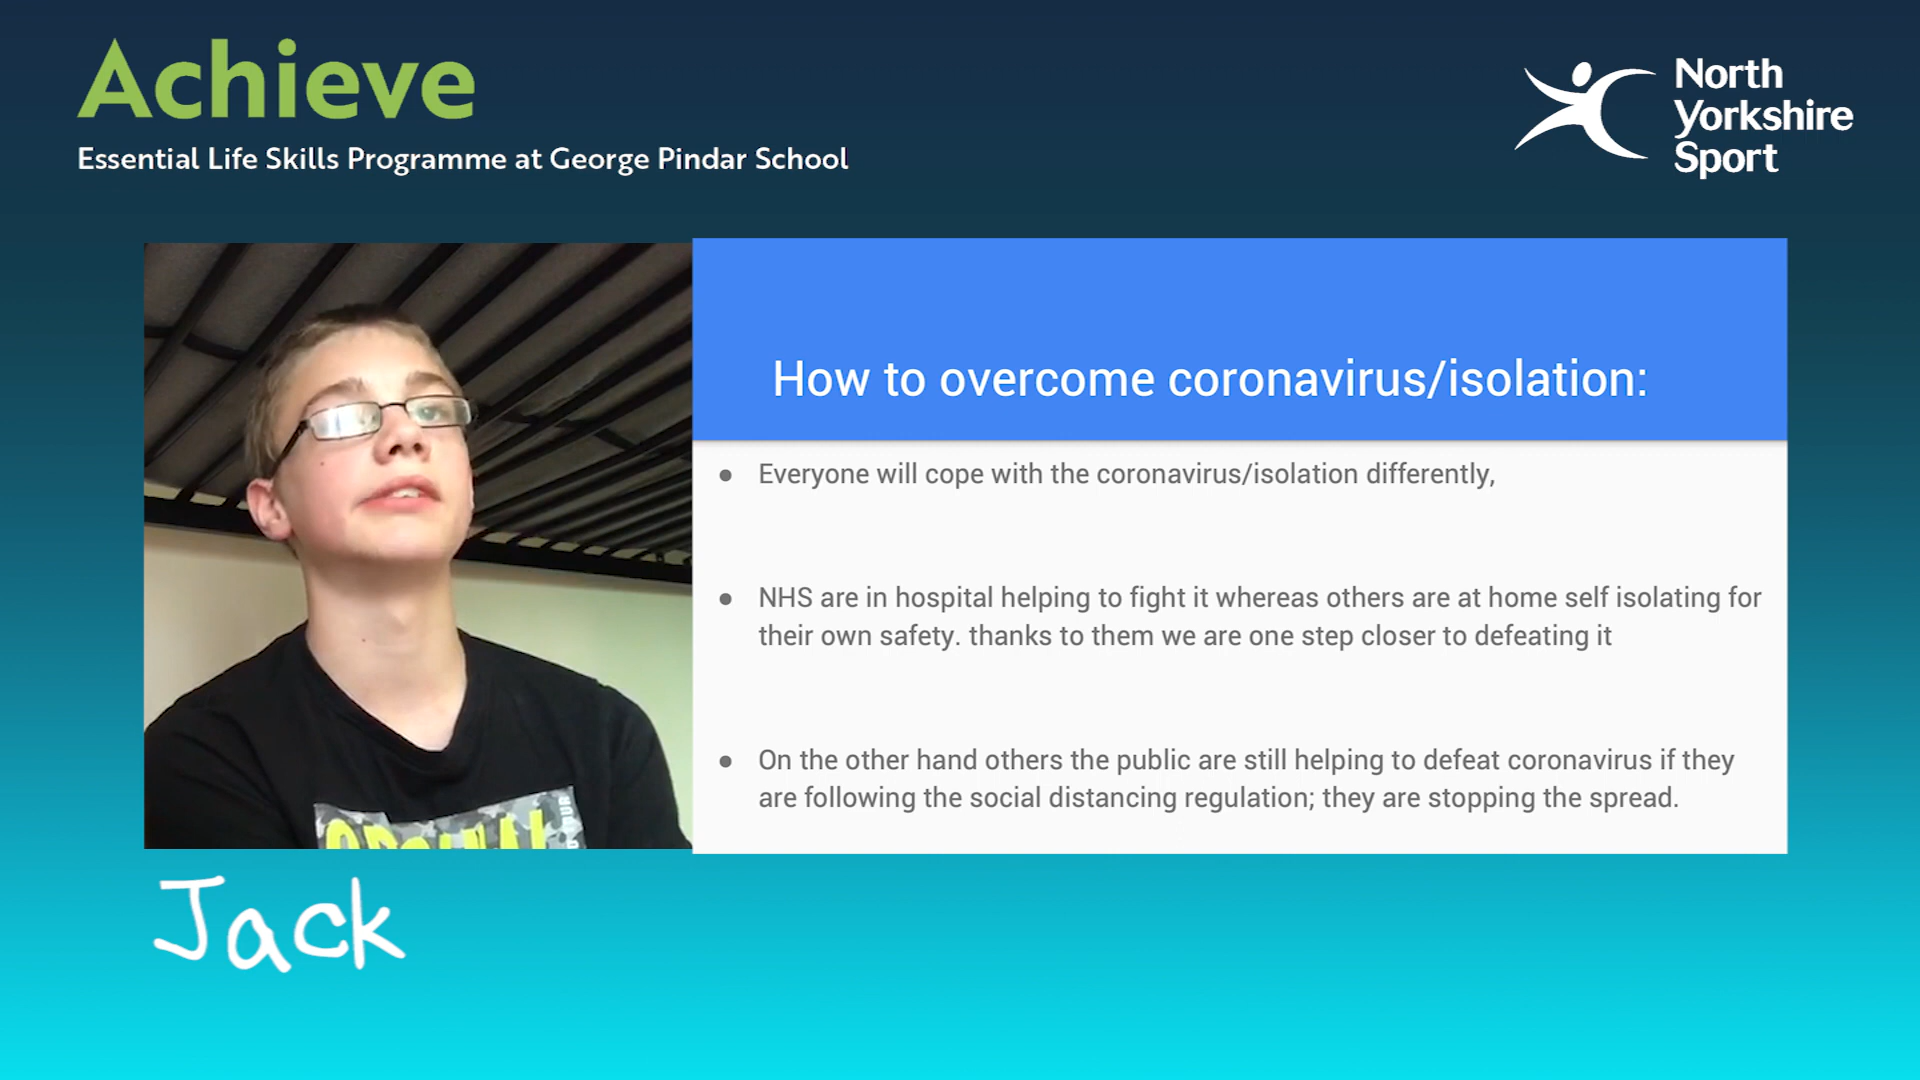 Achieve
Essential Life Skills Programme at George Pindar School
North
Yorkshire
Sport
How to overcome coronavirus/isolation:
● Everyone will cope with the coronavirus/isolation differently,
● NHS are in hospital helping to fight it whereas others are at home self isolating for
their own safety. thanks to them we are one step closer to defeating it
● On the other hand others the public are still helping to defeat coronavirus if they
are following the social distancing regulation; they are stopping the spread.
Jack